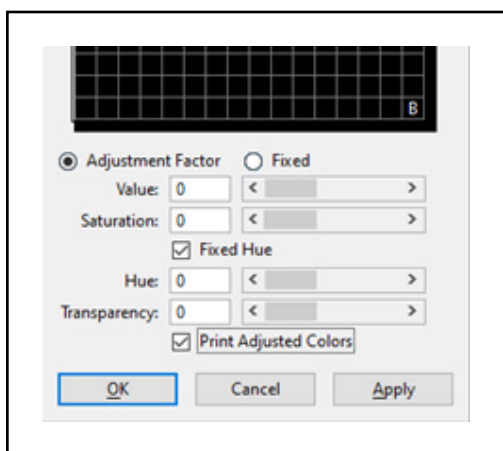 B
Adjustment Factor Fixed
Value: 0
Saturation: 0
Fixed Hue
Hue: 0
Transparency: 0
Print Adjusted Colors
OK Cancel Apply